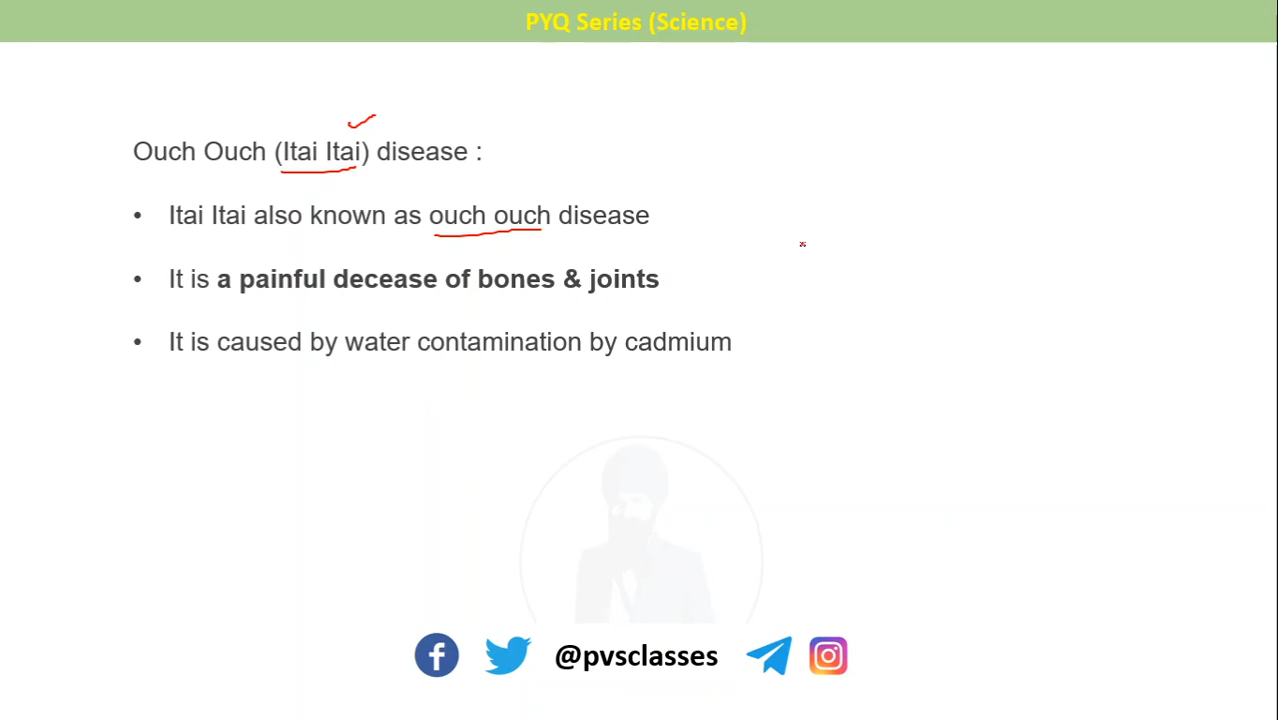 PYQ Series (Science)
Ouch Ouch (Itai Itai) disease :
• Itai Itai also known as ouch ouch disease
• It is a painful decease of bones & joints
• It is caused by water contamination by cadmium
@pvsclasses